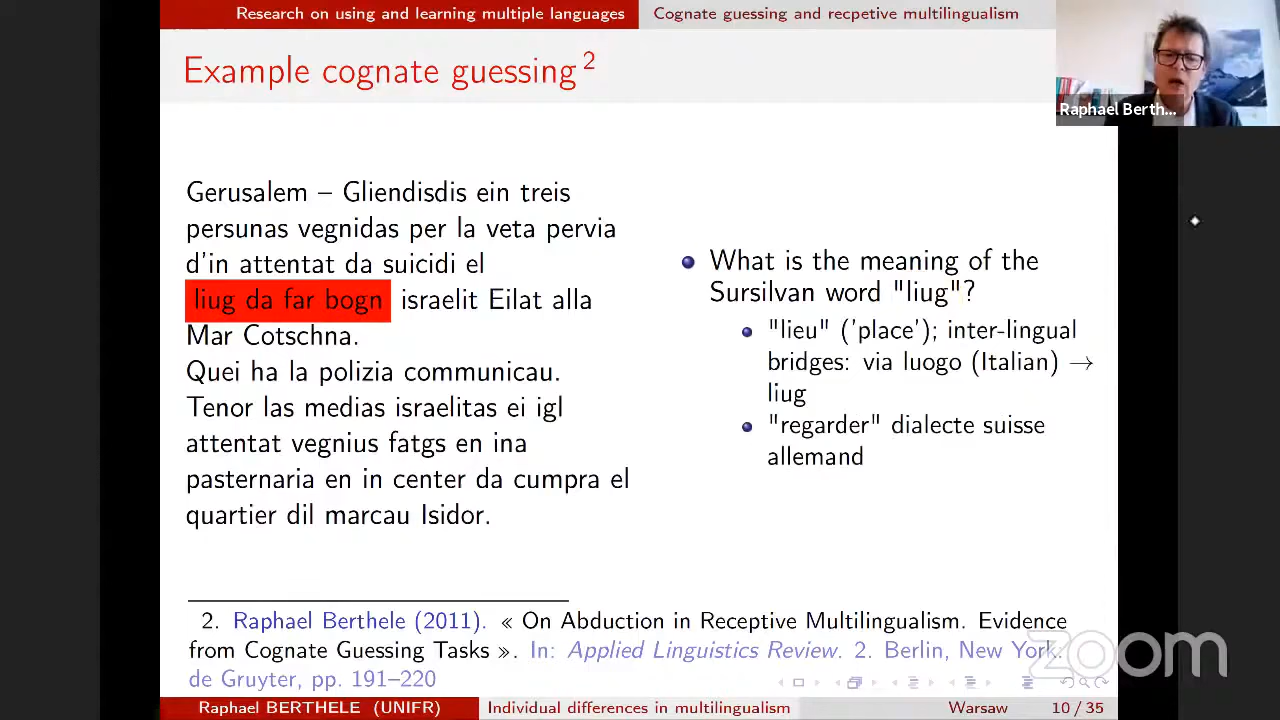 Research on using and learning multiple languages
Cognate guessing and recpetive multilingualism
Example cognate guessing 2
Raphael Berth...
Gerusalem – Gliendisdis ein treis
persunas vegnidas per la veta pervia
d'in attentat da suicidi el
liug da far bogn israelit Eilat alla
Mar Cotschna.
Quei ha la polizia communicau.
Tenor las medias israelitas ei igl
attentat vegnius fatgs en ina
pasternaria en in center da cumpra el
quartier dil marcau Isidor.
What is the meaning of the
Sursilvan word "liug"?
"lieu" ('place'); inter-lingual
bridges: via luogo (Italian) →
liug
"regarder" dialecte suisse
allemand
2. Raphael Berthele (2011). « On Abduction in Receptive Multilingualism. Evidence
from Cognate Guessing Tasks ». In: Applied Linguistics Review. 2. Berlin, New York:
de Gruyter, pp. 191–220
zoom
Raphael BERTHELE (UNIFR)
Individual differences in multilingualism
Warsaw
10 / 35